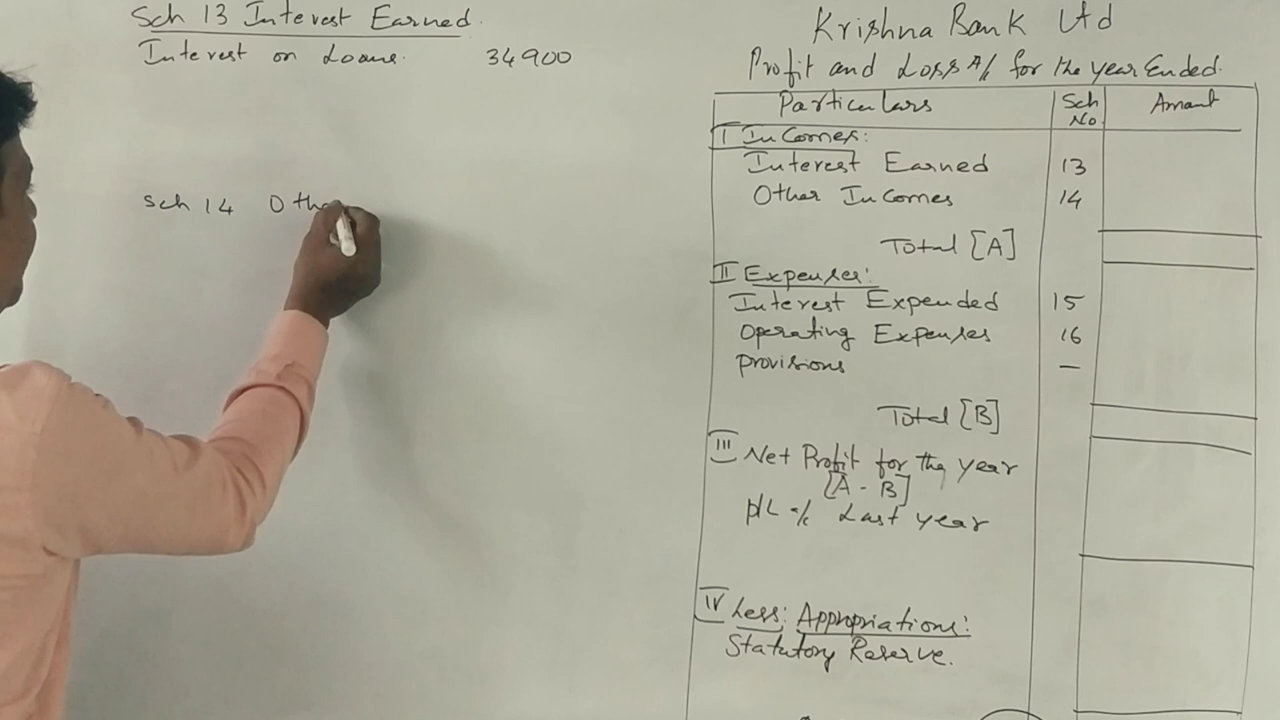 Sch 13 Interest Earned.
Interest on Loans. 34900
Sch 14 Othe
Krishna Bank Ltd
Profit and Loss A/c for the year Ended.
Particulars Sch No Amount
I Incomes:
Interest Earned 13
Other Incomes 14
Total [A]
II Expenses:
Interest Expended 15
Operating Expenses 16
Provisions —
Total [B]
III Net Profit for the year
[A - B]
P/L a/c Last year
IV Less: Appropriations:
Statutory Reserve.